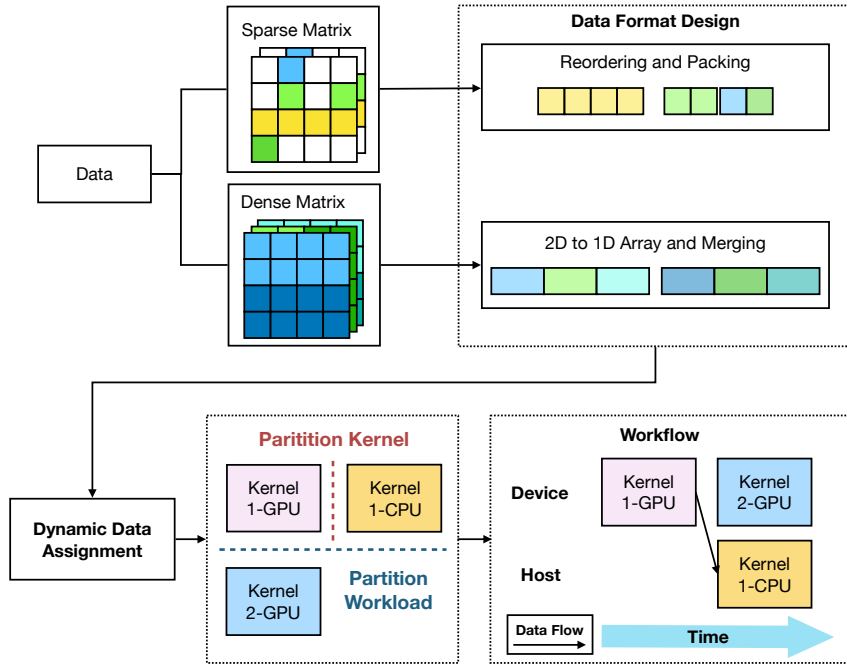 Sparse Matrix
Data Format Design
Reordering and Packing
Data
Dense Matrix
2D to 1D Array and Merging
Paritition Kernel
Kernel
1-GPU
Kernel
1-CPU
Kernel
2-GPU
Partition
Workload
Dynamic Data
Assignment
Workflow
Device
Kernel
1-GPU
Kernel
2-GPU
Host
Kernel
1-CPU
Data Flow
Time